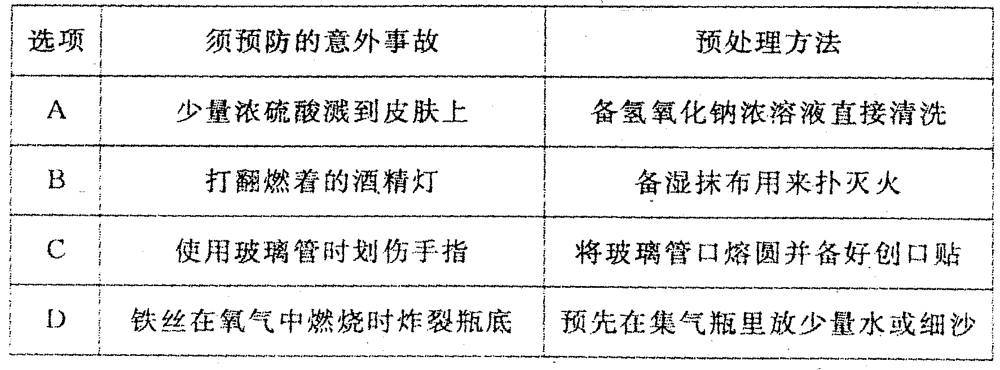 选项 须预防的意外事故 预处理方法
A 少量浓硫酸溅到皮肤上 备氢氧化钠浓溶液直接清洗
B 打翻燃着的酒精灯 备湿抹布用来扑灭火
C 使用玻璃管时划伤手指 将玻璃管口熔圆并备好创口贴
D 铁丝在氧气中燃烧时炸裂瓶底 预先在集气瓶里放少量水或细沙